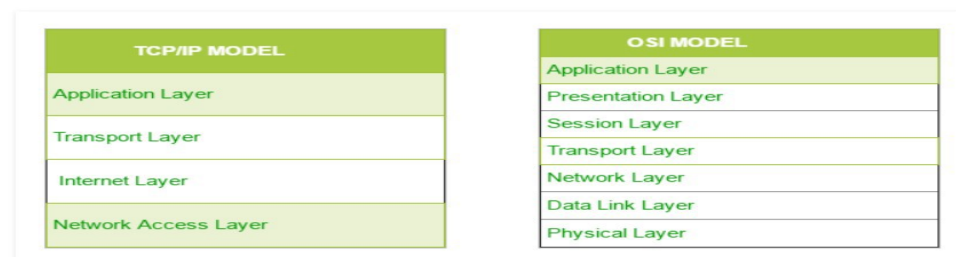 TCP/IP MODEL
Application Layer
Transport Layer
Internet Layer
Network Access Layer
OSI MODEL
Application Layer
Presentation Layer
Session Layer
Transport Layer
Network Layer
Data Link Layer
Physical Layer